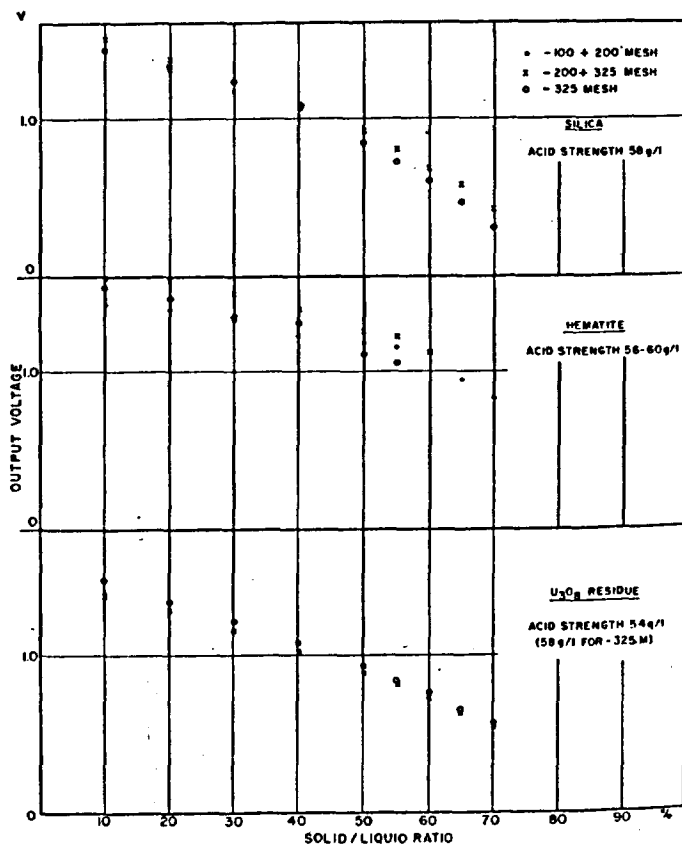 V
• -100 + 200 MESH
x -200 + 325 MESH
o - 325 MESH
SILICA
ACID STRENGTH 58 g/l
1.0
0
HEMATITE
ACID STRENGTH 56-60g/l
1.0
OUTPUT VOLTAGE
0
U3O8 RESIDUE
ACID STRENGTH 54g/l
(58 g/l FOR -325 M)
1.0
0
10 20 30 40 50 60 70 80 90 %
SOLID/LIQUID RATIO